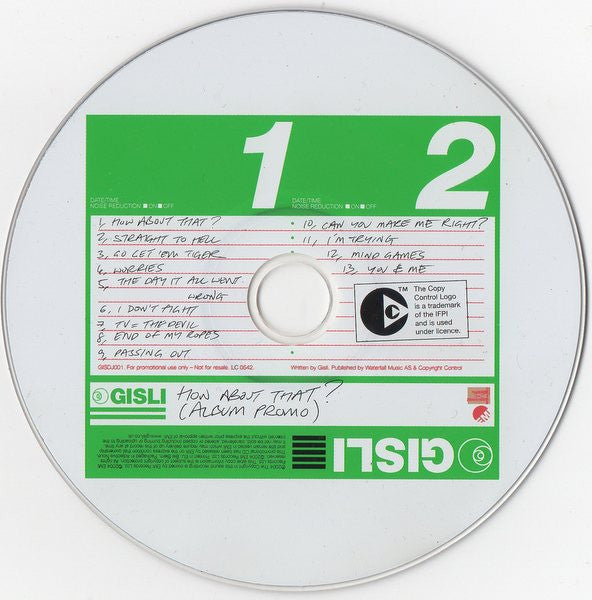 1 2
DATE/TIME
NOISE REDUCTION ■ ON ■ OFF
DATE/TIME
NOISE REDUCTION ■ ON ■ OFF
1, HOW ABOUT THAT?
2, STRAIGHT TO HELL
3, GO GET 'EM TIGER
4, WORRIES
5, THE DAY IT ALL WENT
WRONG
6, I DON'T FIGHT
7, TV = THE DEVIL
8, END OF MY ROPES
9, PASSING OUT
10, CAN YOU MAKE ME RIGHT?
11, I'M TRYING
12, MIND GAMES
13, YOU & ME
TM
The Copy
Control Logo
is a trademark
of the IFPI
and is used
under licence.
GISDJ001. For promotional use only – Not for resale. LC 0542.
Written by Gisli. Published by Waterfall Music AS & Copyright Control
GISLI
HOW ABOUT THAT?
(ALBUM PROMO)
EMI
GISLI